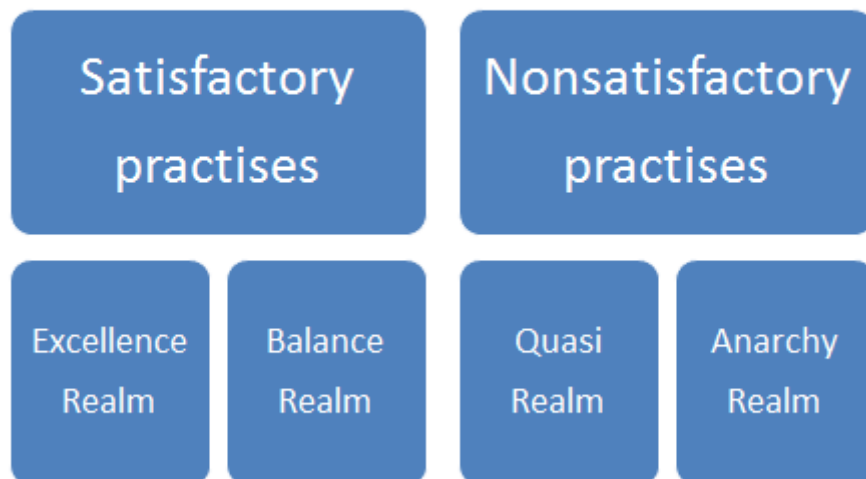 Satisfactory
practises
Nonsatisfactory
practises
Excellence
Realm
Balance
Realm
Quasi
Realm
Anarchy
Realm